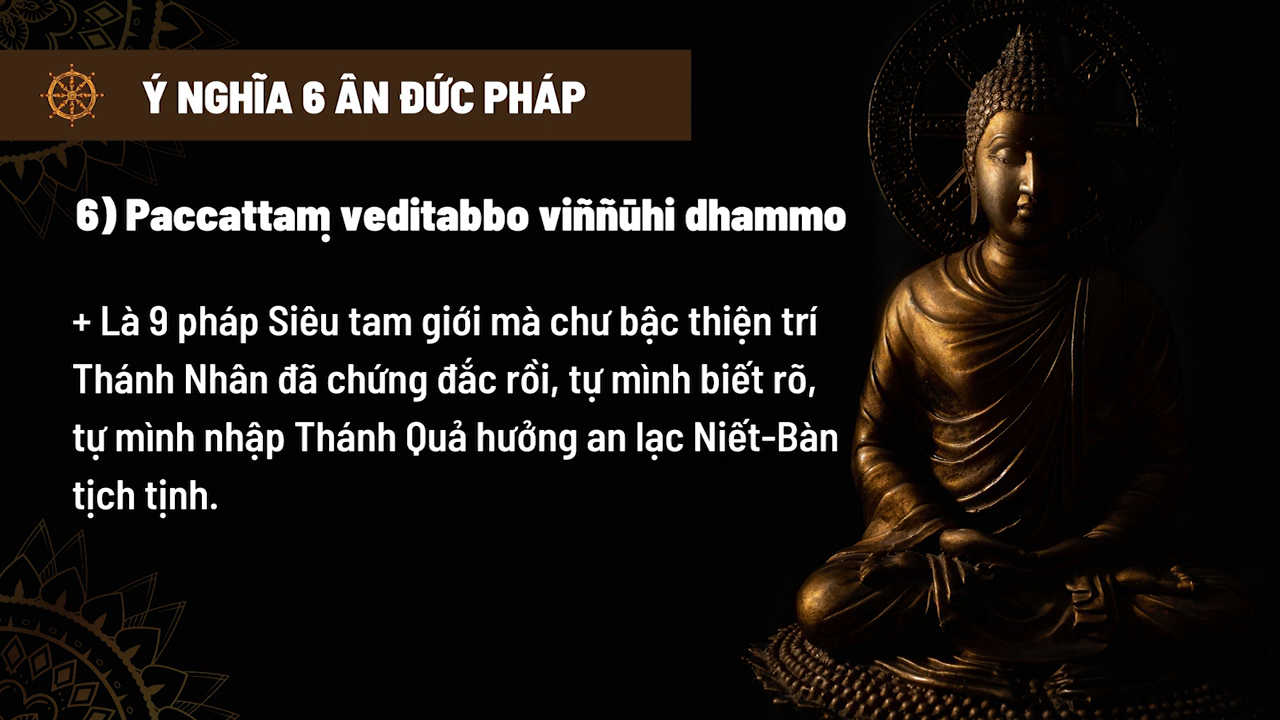 Ý NGHĨA 6 ÂN ĐỨC PHÁP
6) Paccattaṃ veditabbo viññūhi dhammo
+ Là 9 pháp Siêu tam giới mà chư bậc thiện trí
Thánh Nhân đã chứng đắc rồi, tự mình biết rõ,
tự mình nhập Thánh Quả hưởng an lạc Niết-Bàn
tịch tịnh.